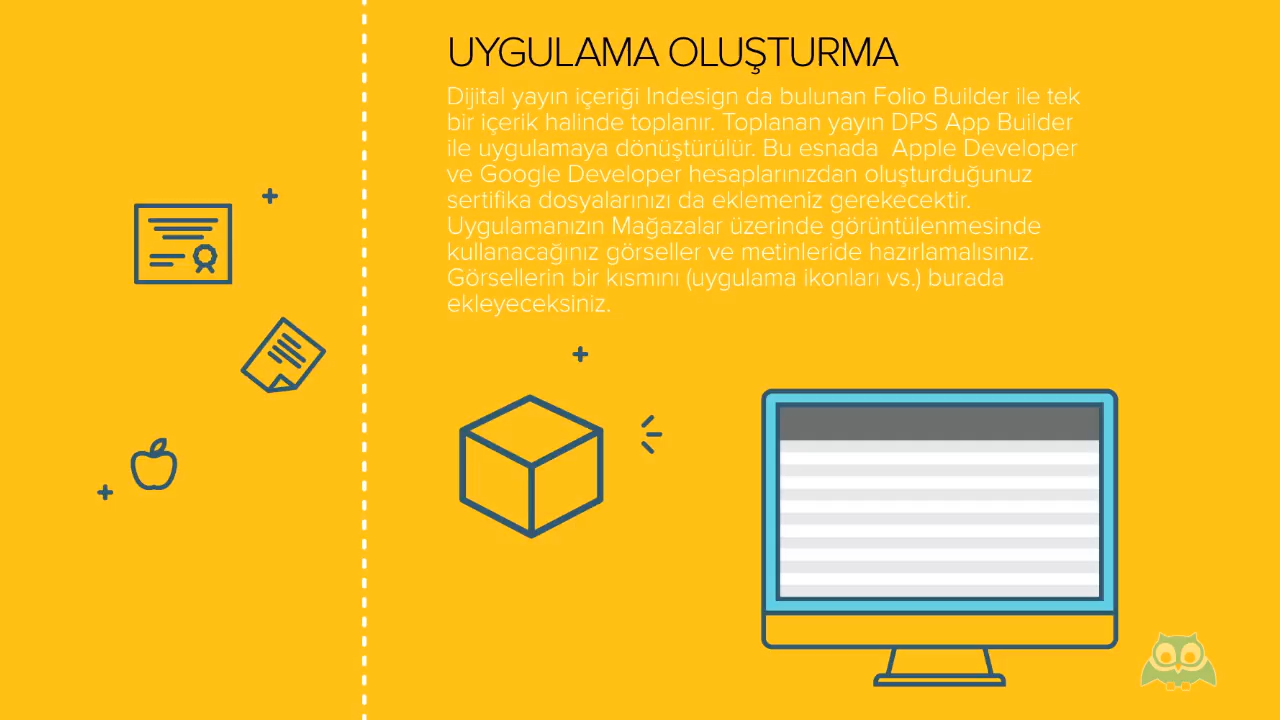 UYGULAMA OLUŞTURMA
Dijital yayın içeriği Indesign da bulunan Folio Builder ile tek
bir içerik halinde toplanır. Toplanan yayın DPS App Builder
ile uygulamaya dönüştürülür. Bu esnada  Apple Developer
ve Google Developer hesaplarınızdan oluşturduğunuz
sertifika dosyalarınızı da eklemeniz gerekecektir.
Uygulamanızın Mağazalar üzerinde görüntülenmesinde
kullanacağınız görseller ve metinleride hazırlamalısınız.
Görsellerin bir kısmını (uygulama ikonları vs.) burada
ekleyeceksiniz.